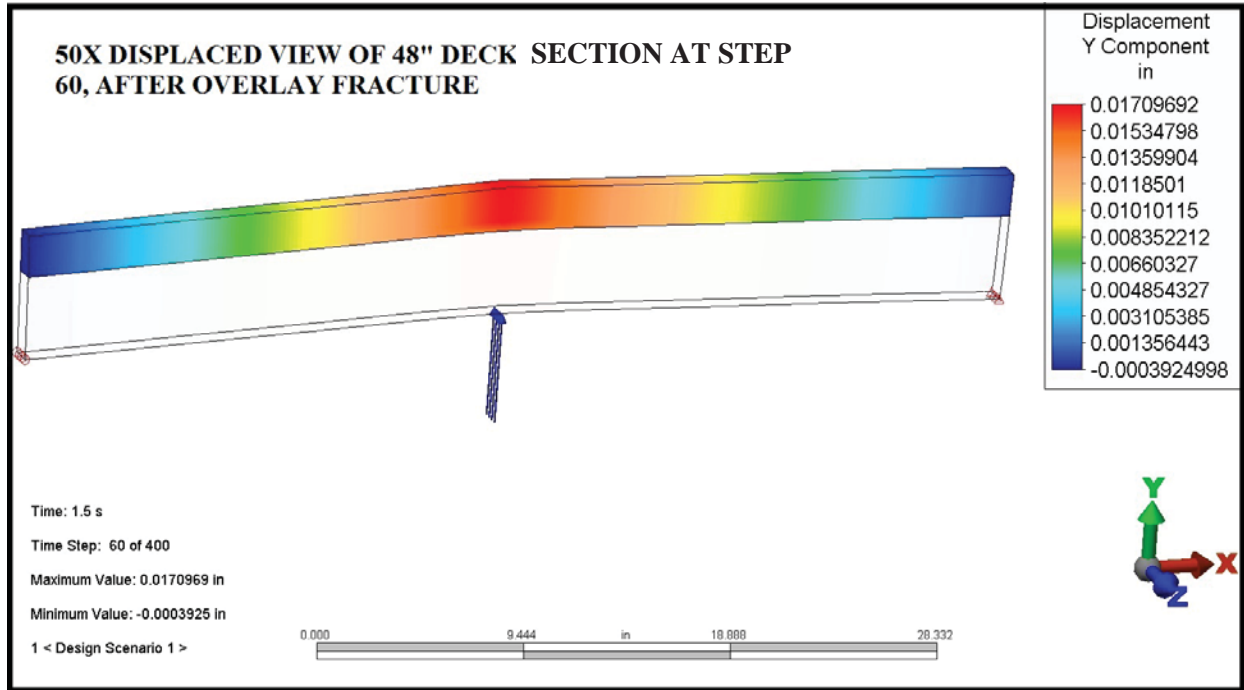 50X DISPLACED VIEW OF 48" DECK SECTION AT STEP
60, AFTER OVERLAY FRACTURE
Displacement
Y Component
in
0.01709692
0.01534798
0.01359904
0.0118501
0.01010115
0.008352212
0.00660327
0.004854327
0.003105385
0.001356443
-0.0003924998
Time: 1.5 s
Time Step: 60 of 400
Maximum Value: 0.0170969 in
Minimum Value: -0.0003925 in
1 < Design Scenario 1 >
0.000 9.444 in 18.888 28.332
Y
X
Z